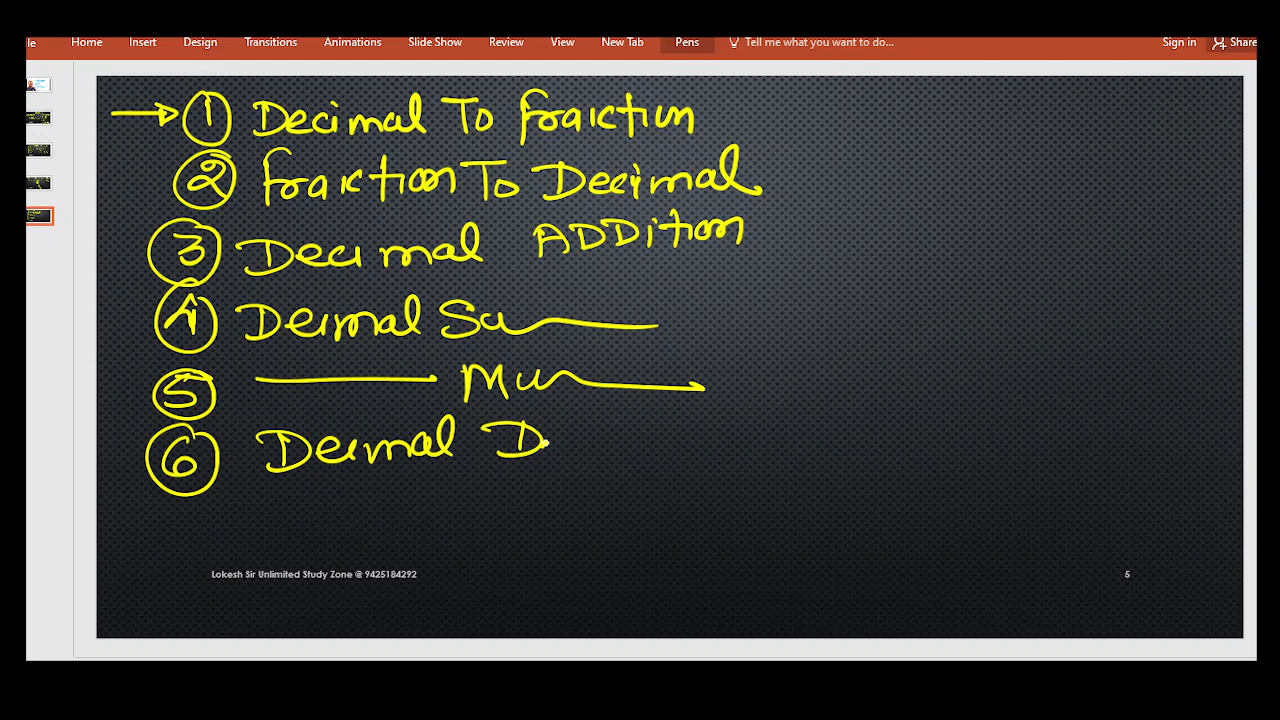 le Home Insert Design Transitions Animations Slide Show Review View New Tab Pens Tell me what you want to do... Sign in Share
① Decimal To fraction
② fraction To Decimal
③ Decimal ADDition
④ Decimal Su
⑤ Mu
⑥ Decimal D
Lokesh Sir Unlimited Study Zone @ 9425184292 5